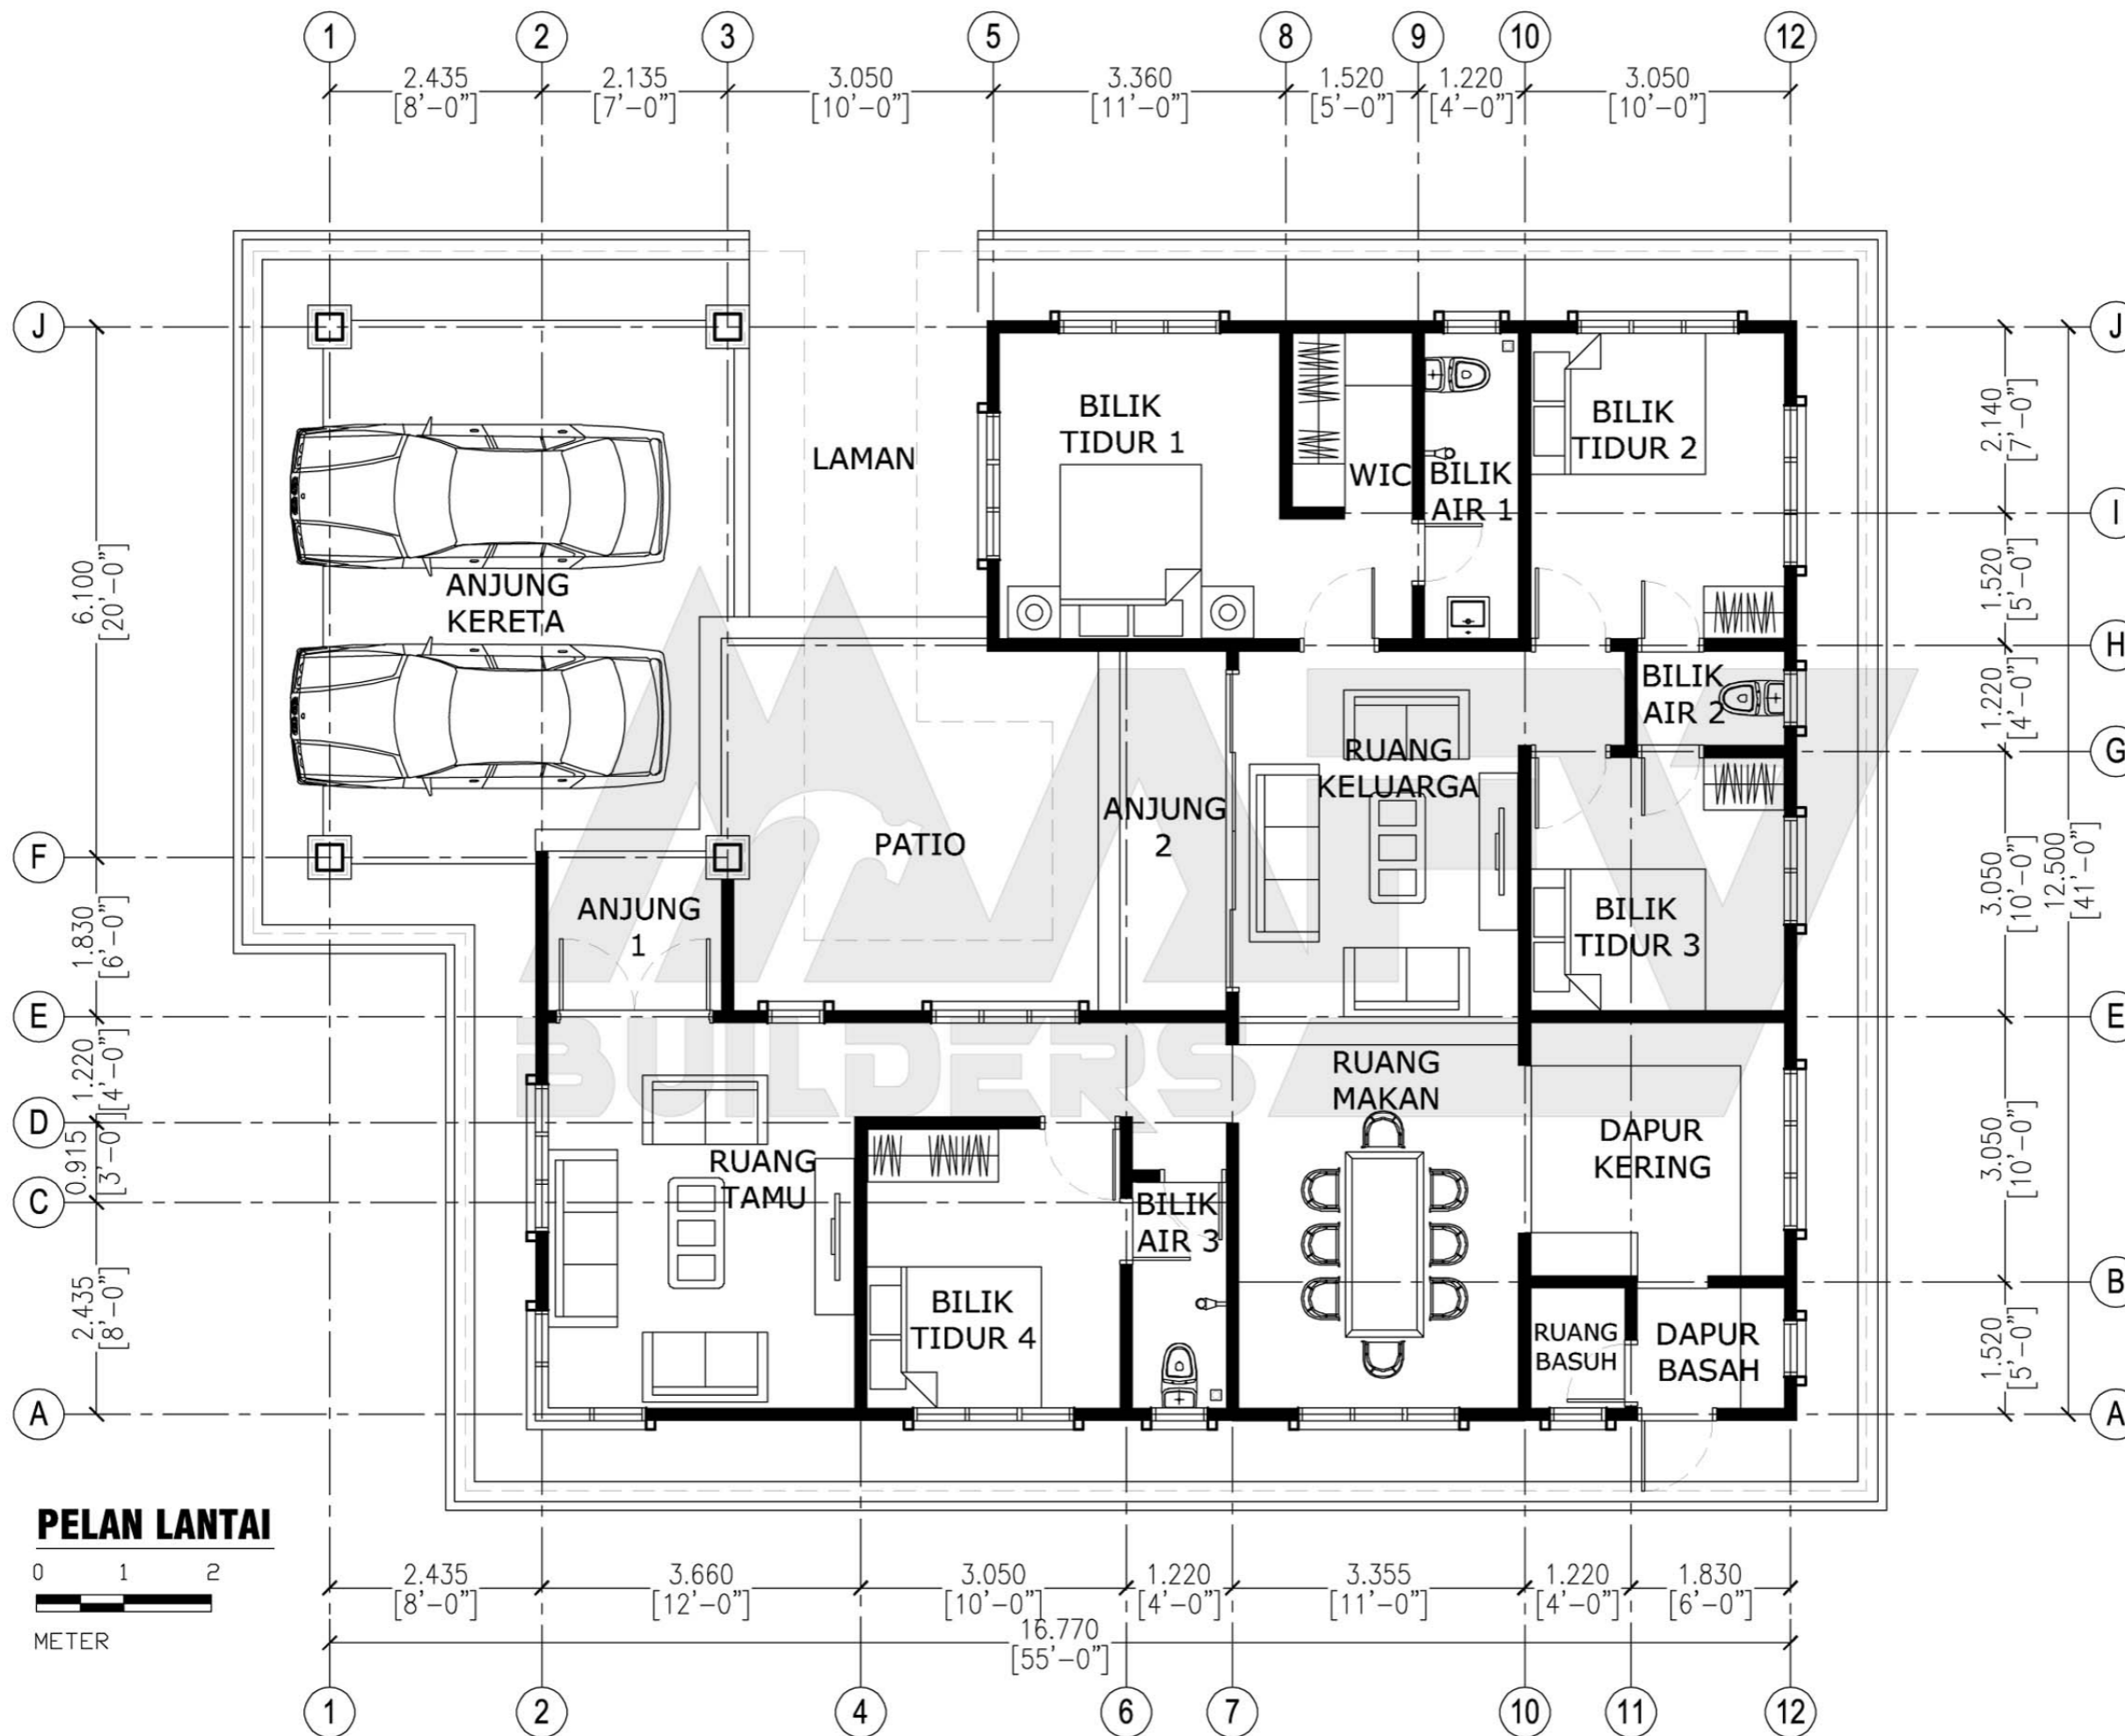 1 2 3 5 8 9 10 12
2.435 2.135 3.050 3.360 1.520 1.220 3.050
[8'-0"] [7'-0"] [10'-0"] [11'-0"] [5'-0"] [4'-0"] [10'-0"]
J
J
2.140
[7'-0"]
BILIK
TIDUR 1
BILIK
TIDUR 2
LAMAN
WIC
BILIK
AIR 1
I
6.100
[20'-0"]
ANJUNG
KERETA
1.520
[5'-0"]
H
BILIK
AIR 2
1.220
[4'-0"]
RUANG
KELUARGA
G
ANJUNG
2
PATIO
F
3.050
[10'-0"]
12.500
[41'-0"]
1.830
[6'-0"]
ANJUNG
1
BILIK
TIDUR 3
E
E
BUILDERS
1.220
[4'-0"]
RUANG
MAKAN
D
0.915
[3'-0"]
RUANG
TAMU
DAPUR
KERING
3.050
[10'-0"]
C
BILIK
AIR 3
2.435
[8'-0"]
BILIK
TIDUR 4
B
RUANG
BASUH
DAPUR
BASAH
1.520
[5'-0"]
A
A
PELAN LANTAI
0 1 2
METER
2.435 3.660 3.050 1.220 3.355 1.220 1.830
[8'-0"] [12'-0"] [10'-0"] [4'-0"] [11'-0"] [4'-0"] [6'-0"]
16.770
[55'-0"]
1 2 4 6 7 10 11 12